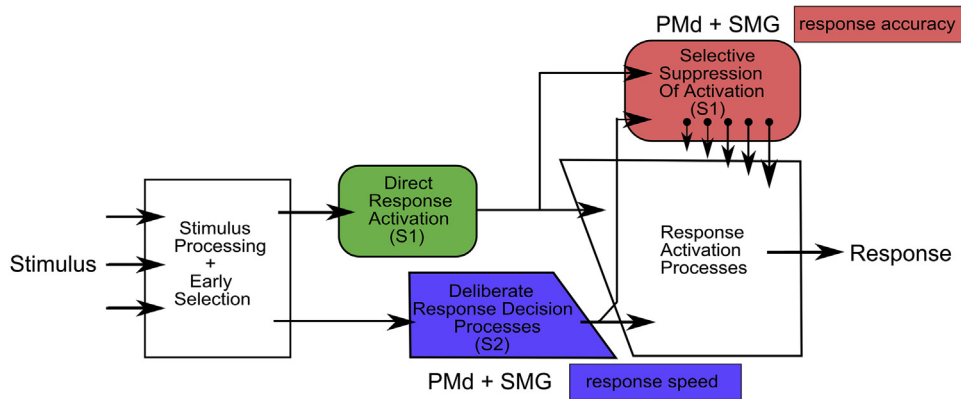 PMd + SMG
response accuracy
Selective
Suppression
Of Activation
(S1)
Direct
Response
Activation
(S1)
Stimulus
Stimulus
Processing
+
Early
Selection
Response
Activation
Processes
Response
Deliberate
Response Decision
Processes
(S2)
PMd + SMG
response speed